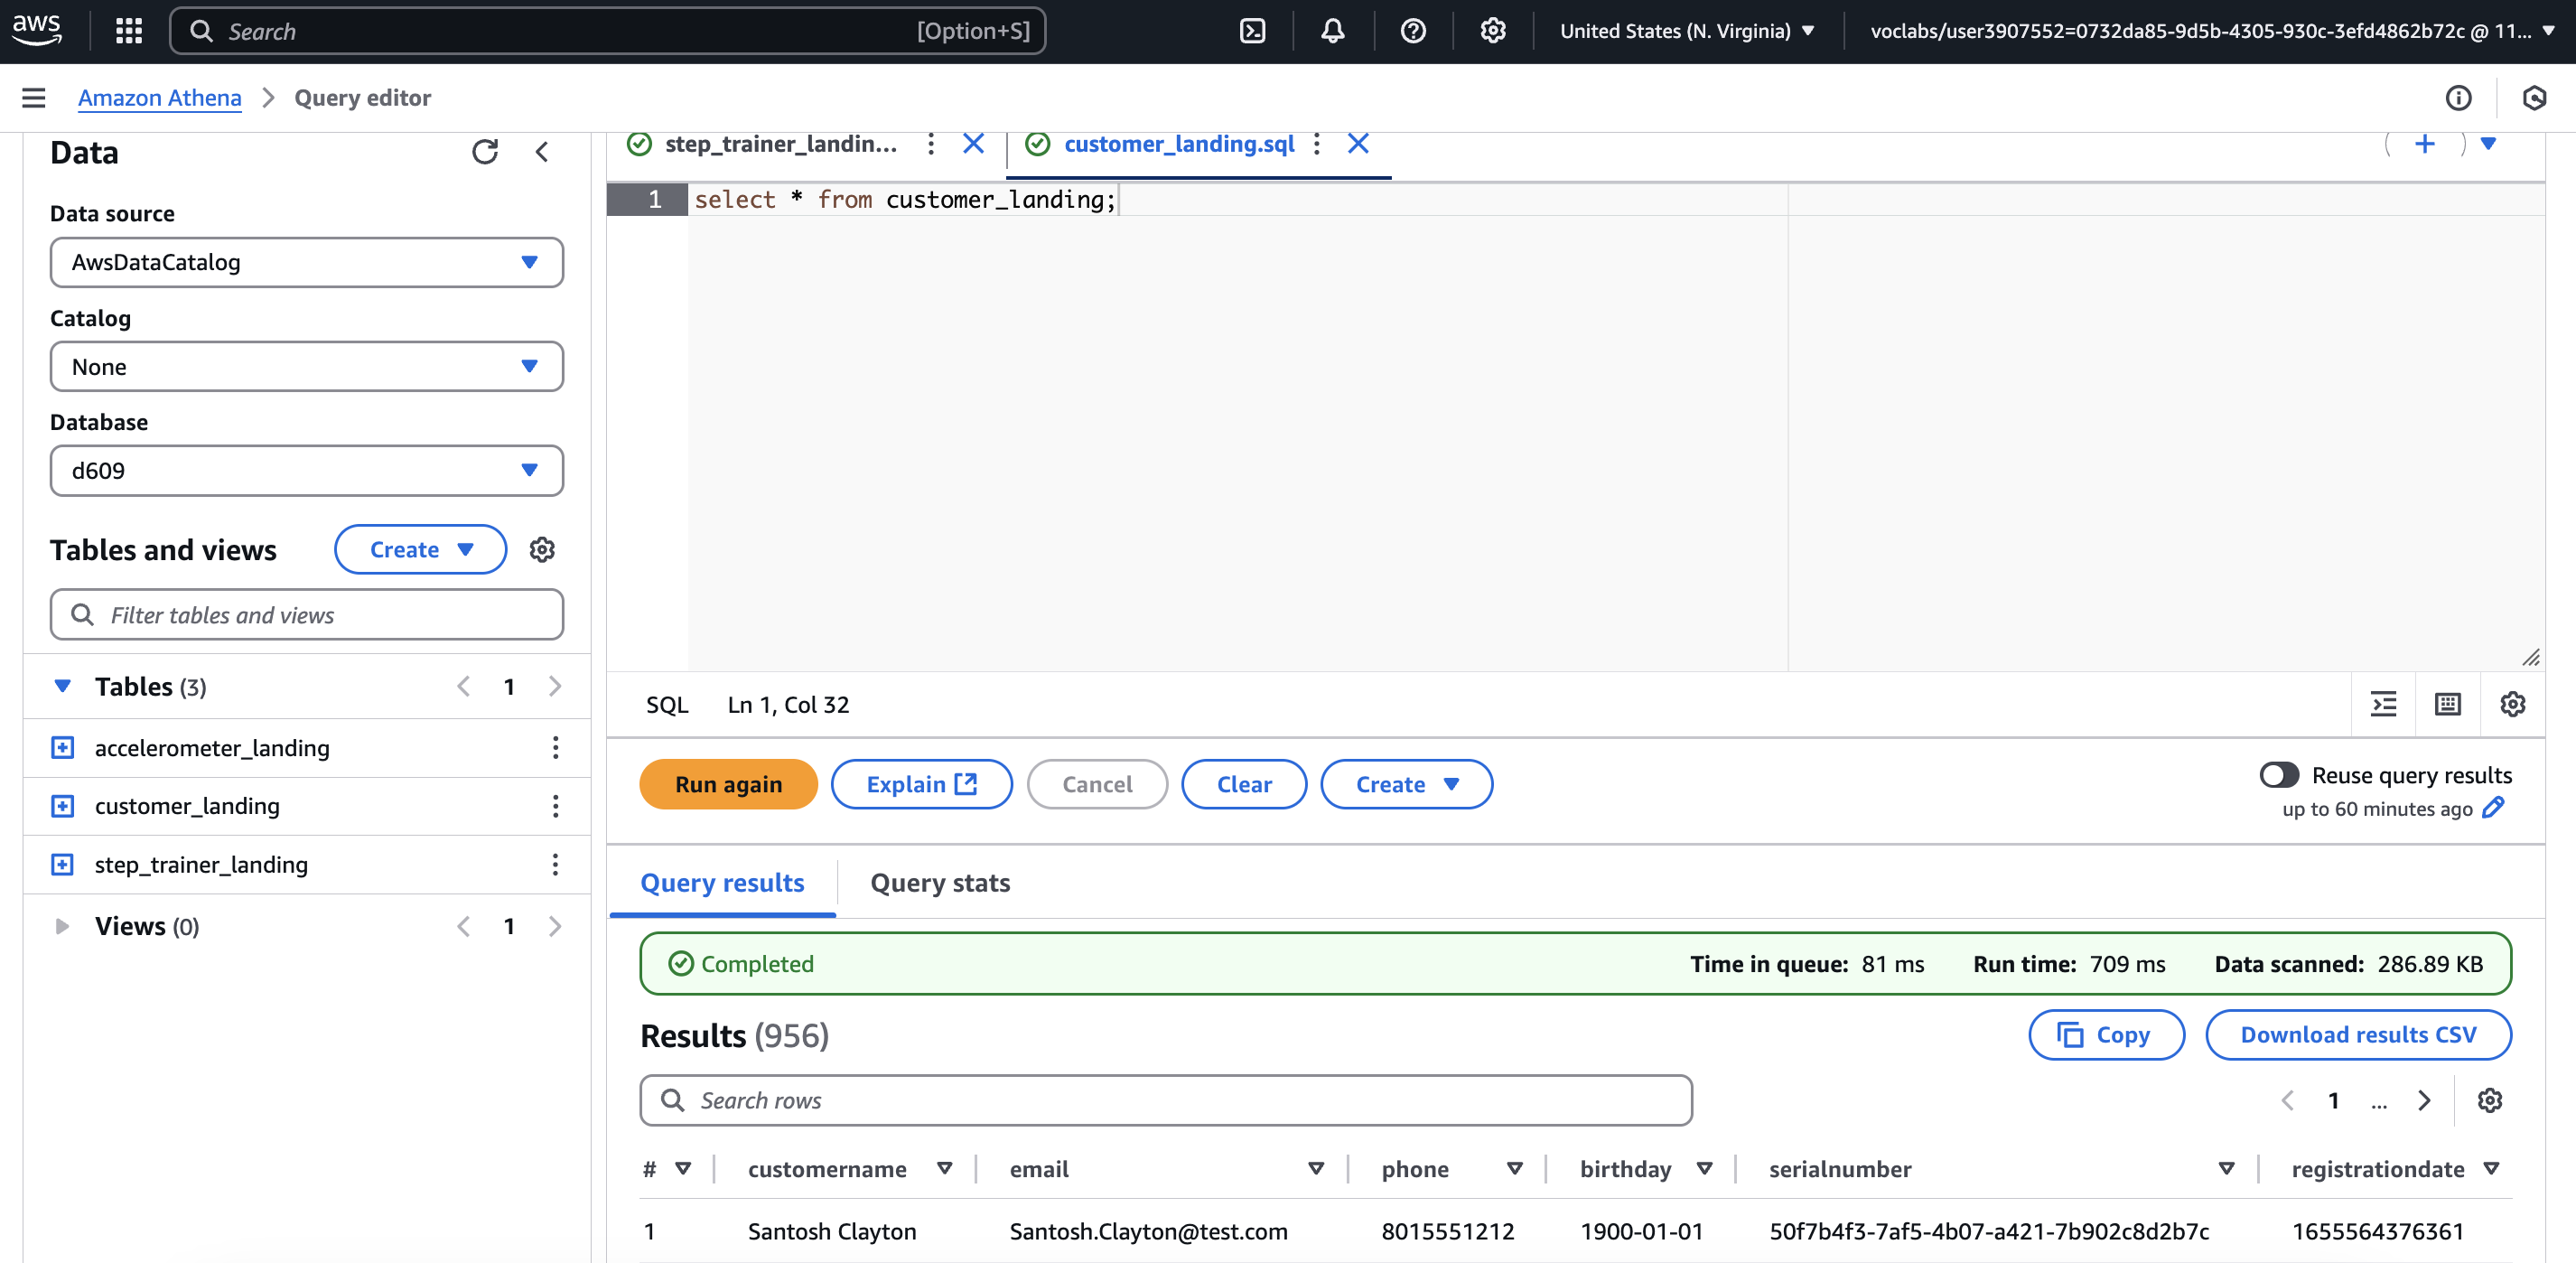 aws
Search [Option+S]
United States (N. Virginia)
voclabs/user3907552=0732da85-9d5b-4305-930c-3efd4862b72c @ 11...
Amazon Athena > Query editor
Data
Data source
AwsDataCatalog
Catalog
None
Database
d609
Tables and views
Create
Filter tables and views
Tables (3)
1
accelerometer_landing
customer_landing
step_trainer_landing
Views (0)
1
step_trainer_landin...
customer_landing.sql
1 select * from customer_landing;
SQL Ln 1, Col 32
Run again
Explain
Cancel
Clear
Create
Reuse query results
up to 60 minutes ago
Query results
Query stats
Completed
Time in queue: 81 ms
Run time: 709 ms
Data scanned: 286.89 KB
Results (956)
Copy
Download results CSV
Search rows
1 ...
# customername email phone birthday serialnumber registrationdate
1 Santosh Clayton Santosh.Clayton@test.com 8015551212 1900-01-01 50f7b4f3-7af5-4b07-a421-7b902c8d2b7c 1655564376361